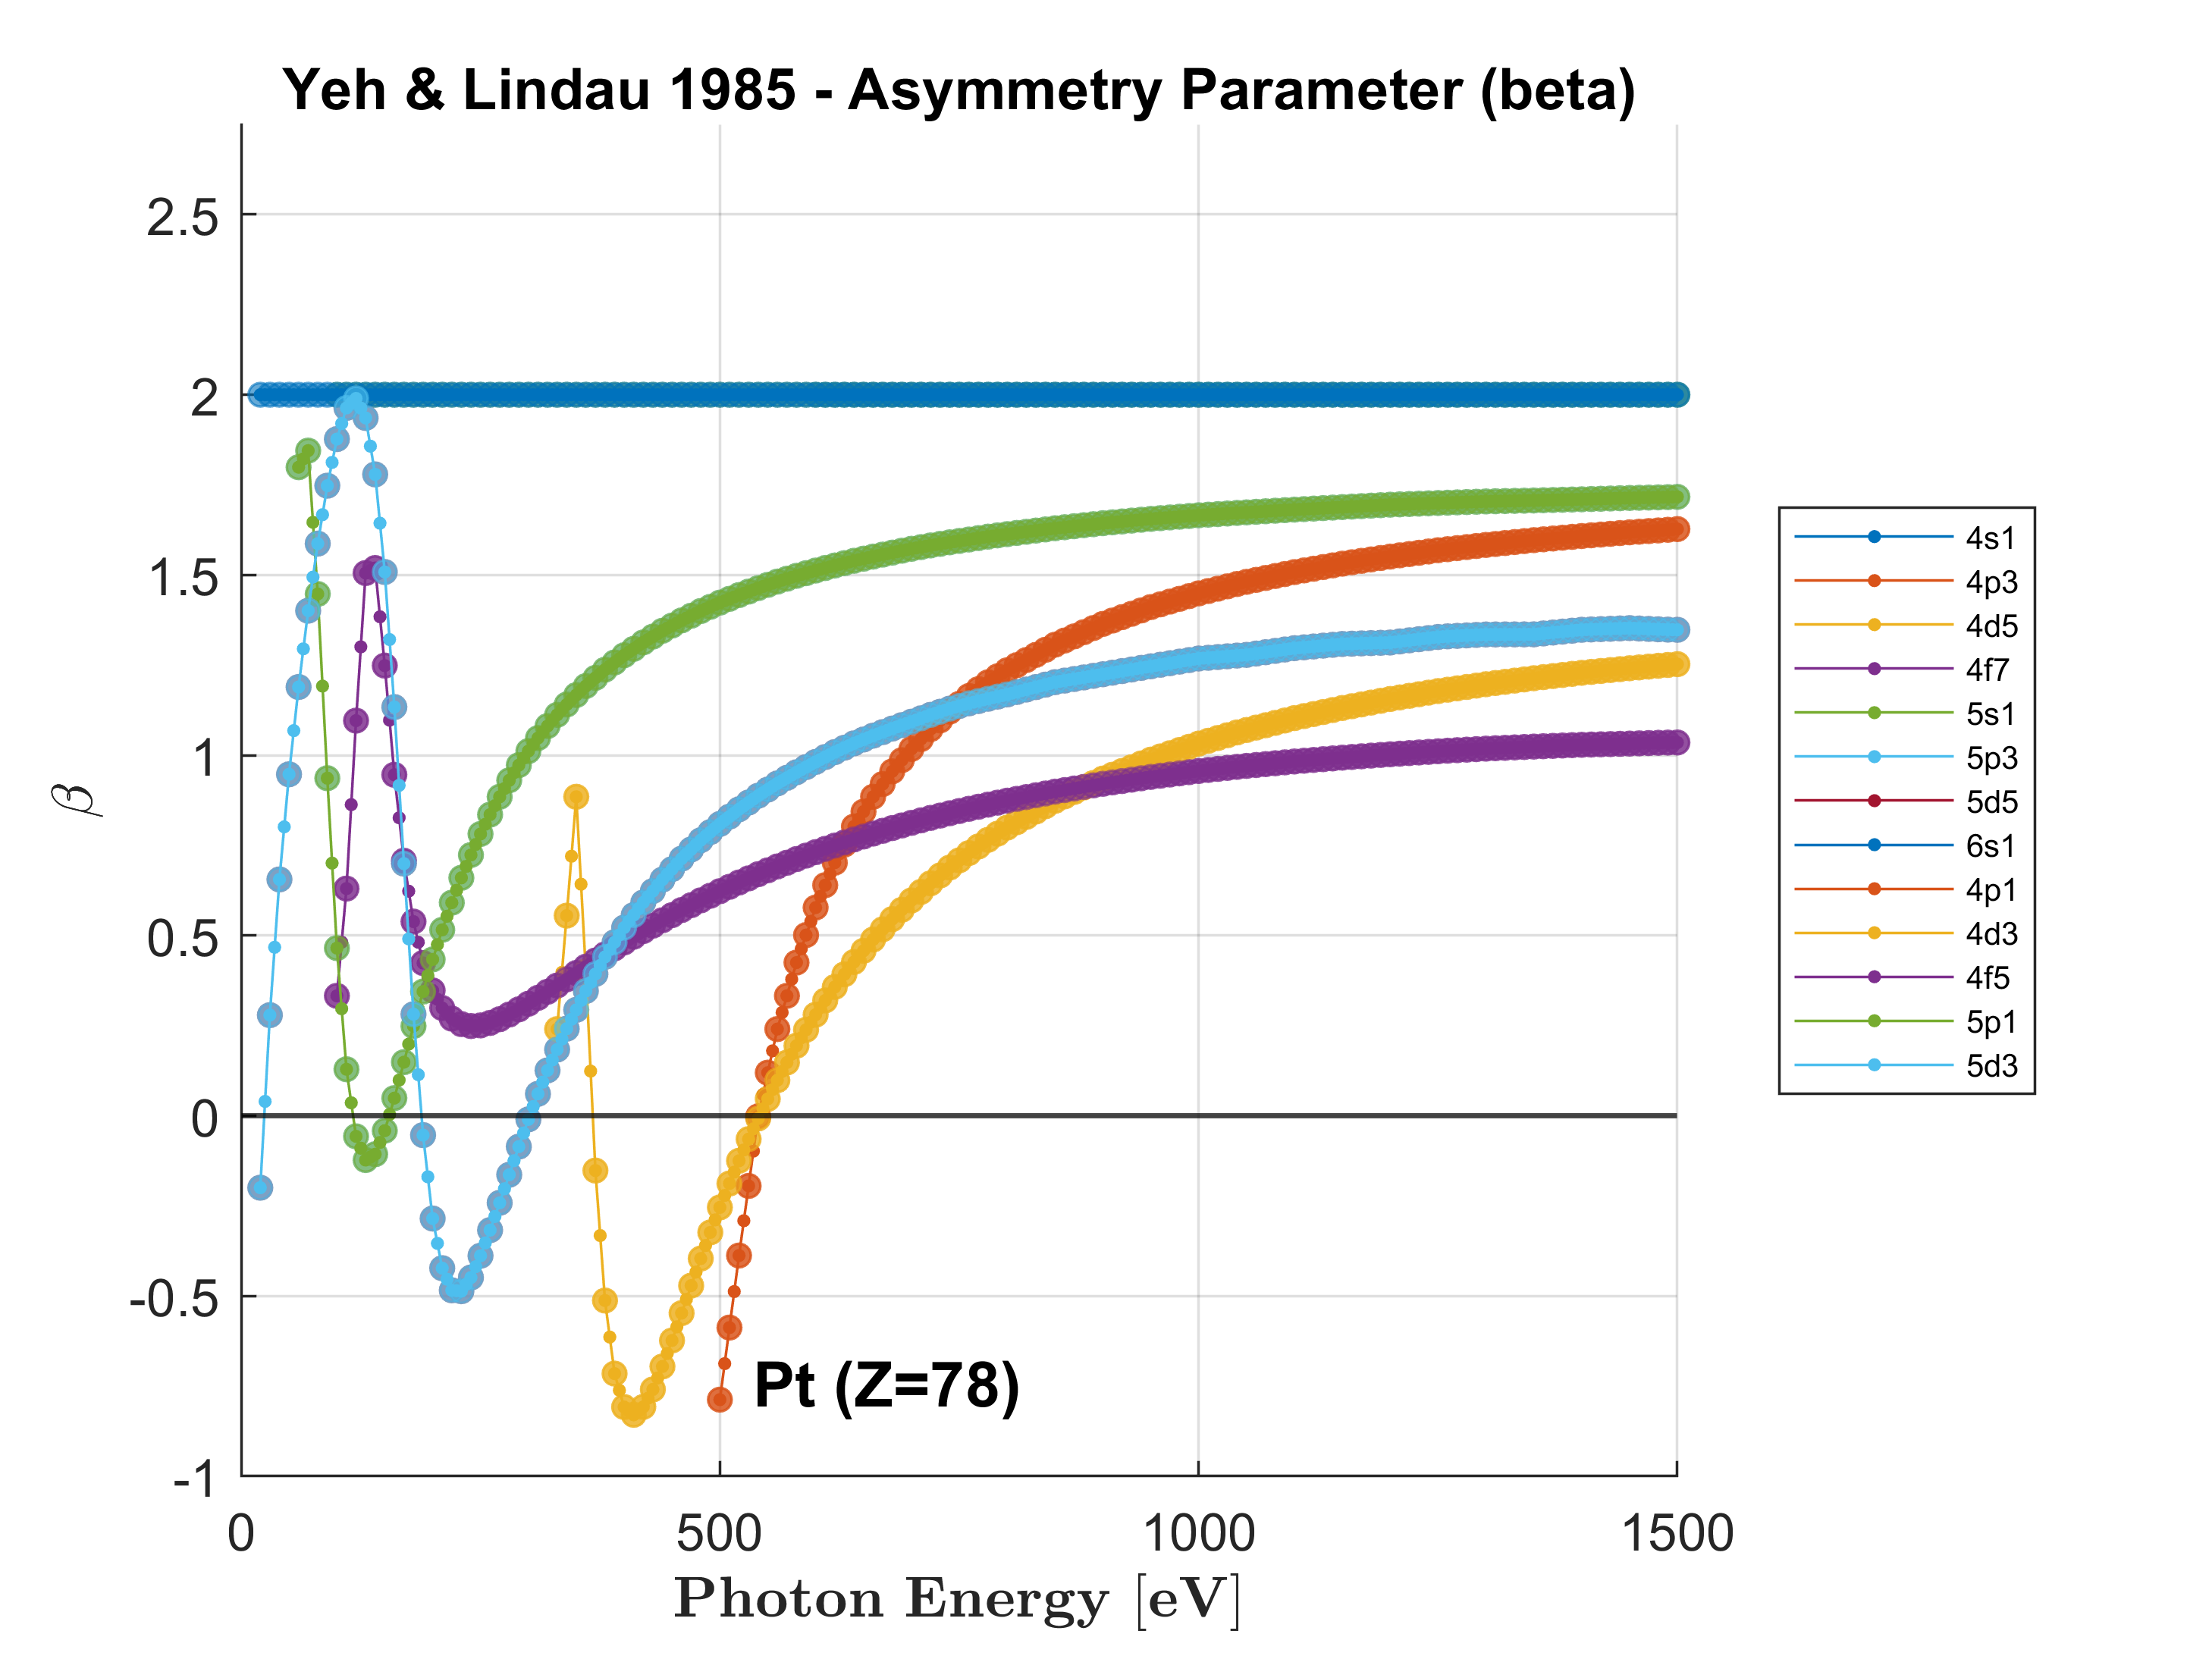 Yeh & Lindau 1985 - Asymmetry Parameter (beta)
2.5
2
1.5
1
0.5
0
-0.5
-1
β
0 500 1000 1500
Photon Energy [eV]
Pt (Z=78)
4s1
4p3
4d5
4f7
5s1
5p3
5d5
6s1
4p1
4d3
4f5
5p1
5d3